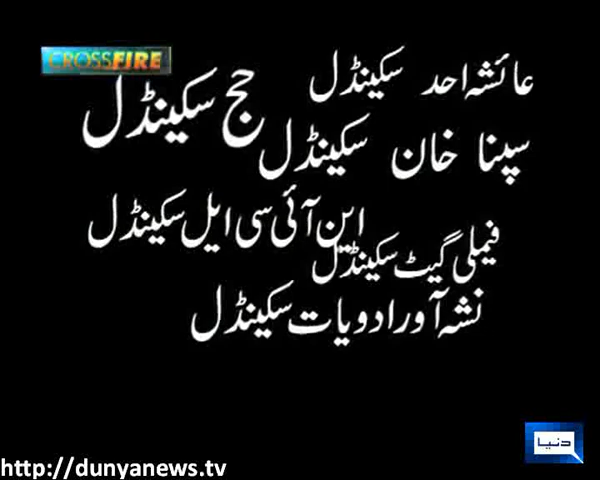 CROSSFIRE
عائشہ احد سکینڈل
حج سکینڈل
سپنا خان سکینڈل
این آئی سی ایل سکینڈل
فیملی گیٹ سکینڈل
نشہ آور ادویات سکینڈل
دنیا
http://dunyanews.tv